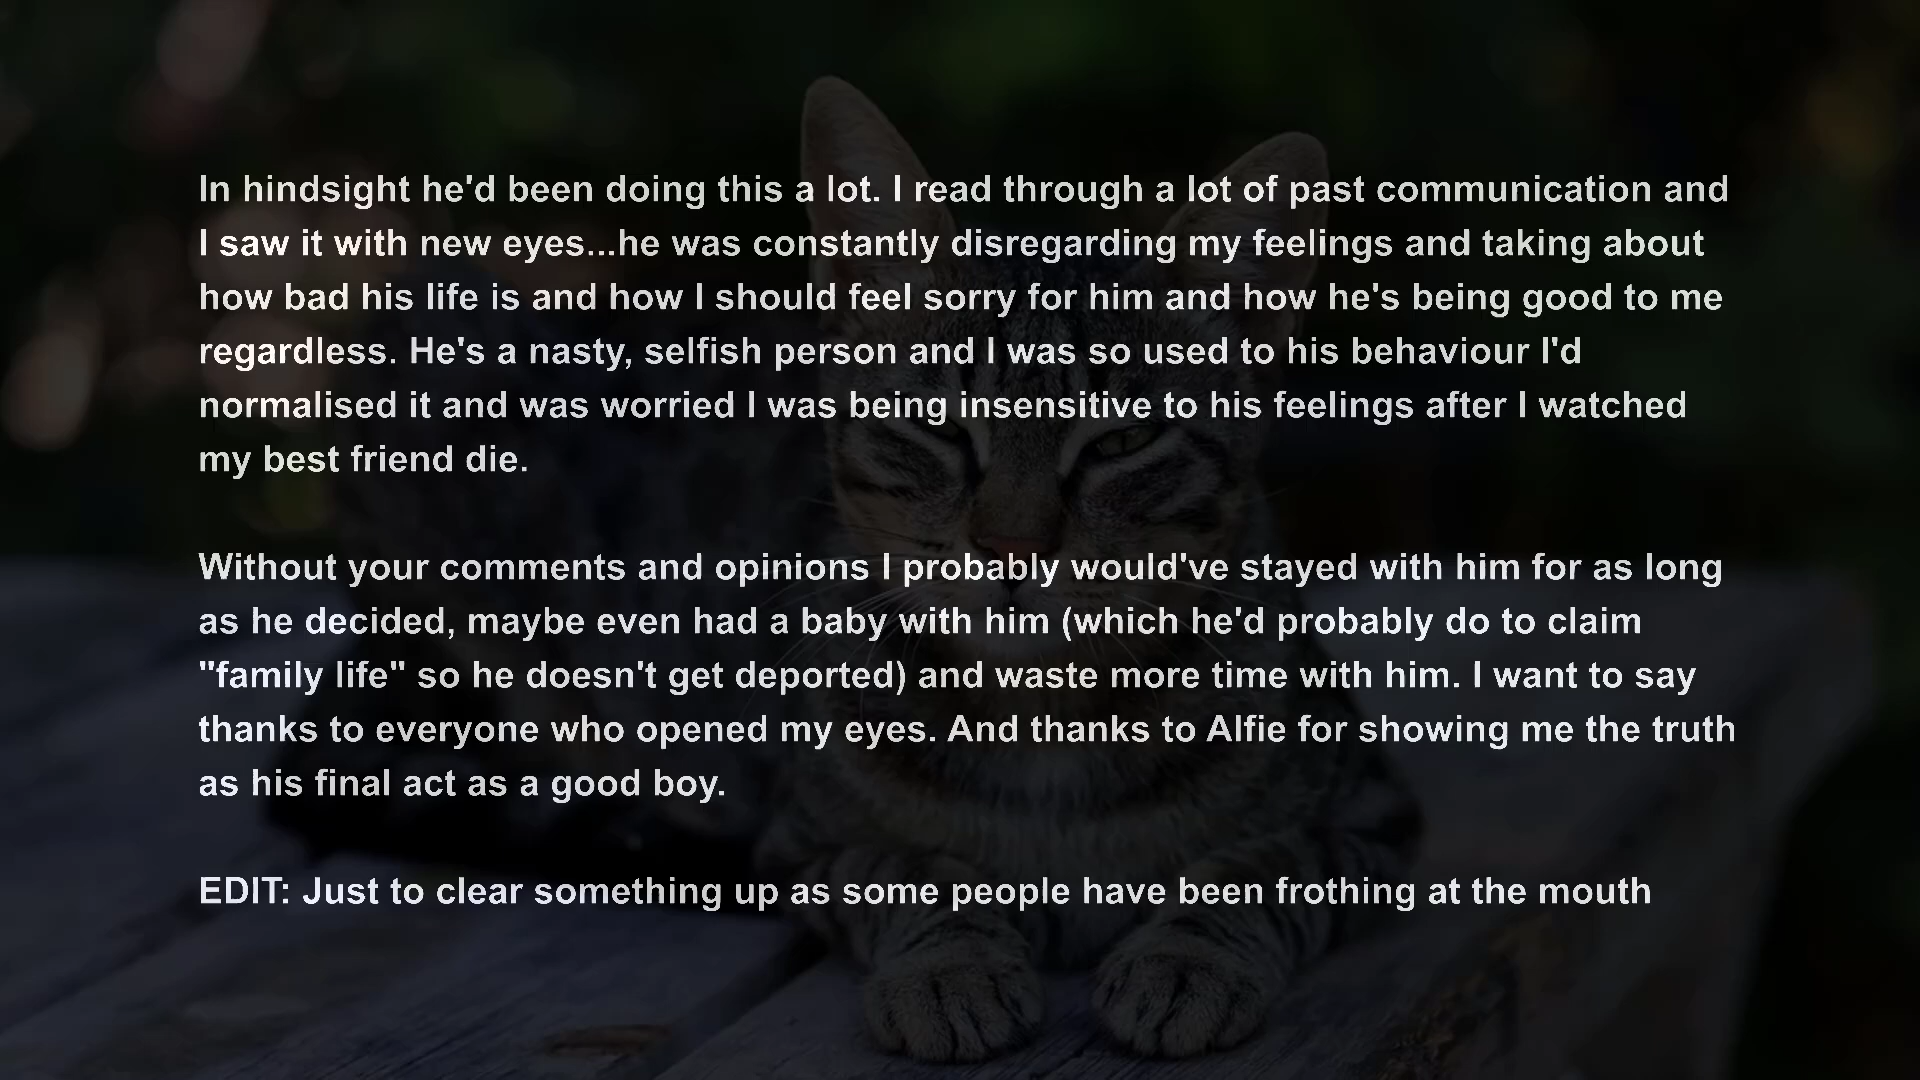 In hindsight he'd been doing this a lot. I read through a lot of past communication and
I saw it with new eyes...he was constantly disregarding my feelings and taking about
how bad his life is and how I should feel sorry for him and how he's being good to me
regardless. He's a nasty, selfish person and I was so used to his behaviour I'd
normalised it and was worried I was being insensitive to his feelings after I watched
my best friend die.
Without your comments and opinions I probably would've stayed with him for as long
as he decided, maybe even had a baby with him (which he'd probably do to claim
"family life" so he doesn't get deported) and waste more time with him. I want to say
thanks to everyone who opened my eyes. And thanks to Alfie for showing me the truth
as his final act as a good boy.
EDIT: Just to clear something up as some people have been frothing at the mouth